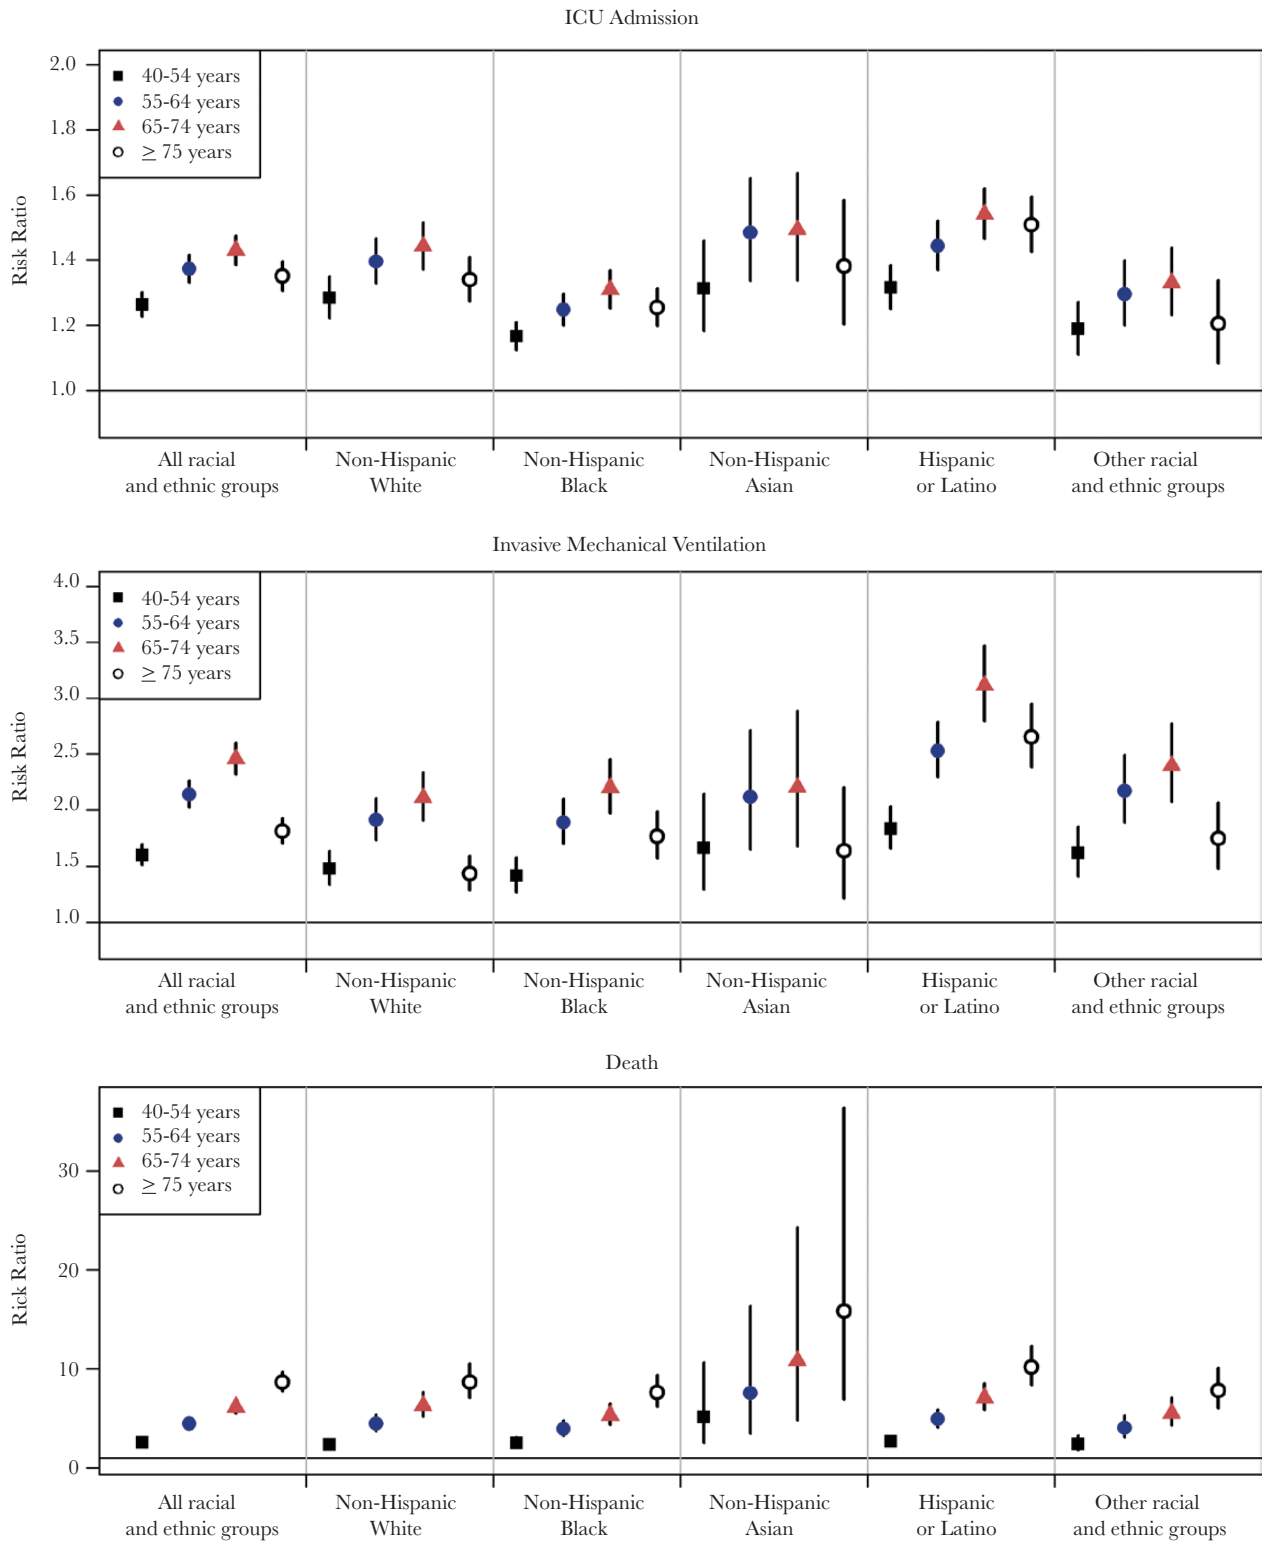 ICU Admission
2.0
1.8
1.6
1.4
1.2
1.0
Risk Ratio
40-54 years
55-64 years
65-74 years
≥ 75 years
All racial
and ethnic groups
Non-Hispanic
White
Non-Hispanic
Black
Non-Hispanic
Asian
Hispanic
or Latino
Other racial
and ethnic groups
Invasive Mechanical Ventilation
4.0
3.5
3.0
2.5
2.0
1.5
1.0
Risk Ratio
40-54 years
55-64 years
65-74 years
≥ 75 years
All racial
and ethnic groups
Non-Hispanic
White
Non-Hispanic
Black
Non-Hispanic
Asian
Hispanic
or Latino
Other racial
and ethnic groups
Death
30
20
10
0
Rick Ratio
40-54 years
55-64 years
65-74 years
≥ 75 years
All racial
and ethnic groups
Non-Hispanic
White
Non-Hispanic
Black
Non-Hispanic
Asian
Hispanic
or Latino
Other racial
and ethnic groups